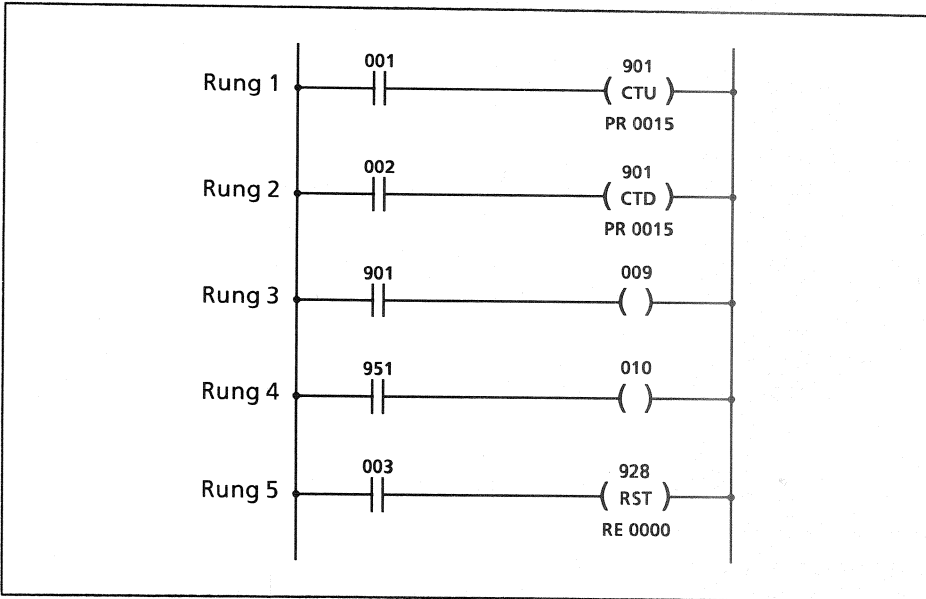 001
901
Rung 1
CTU
PR 0015
002
901
Rung 2
CTD
PR 0015
901
009
Rung 3
951
010
Rung 4
003
928
Rung 5
RST
RE 0000